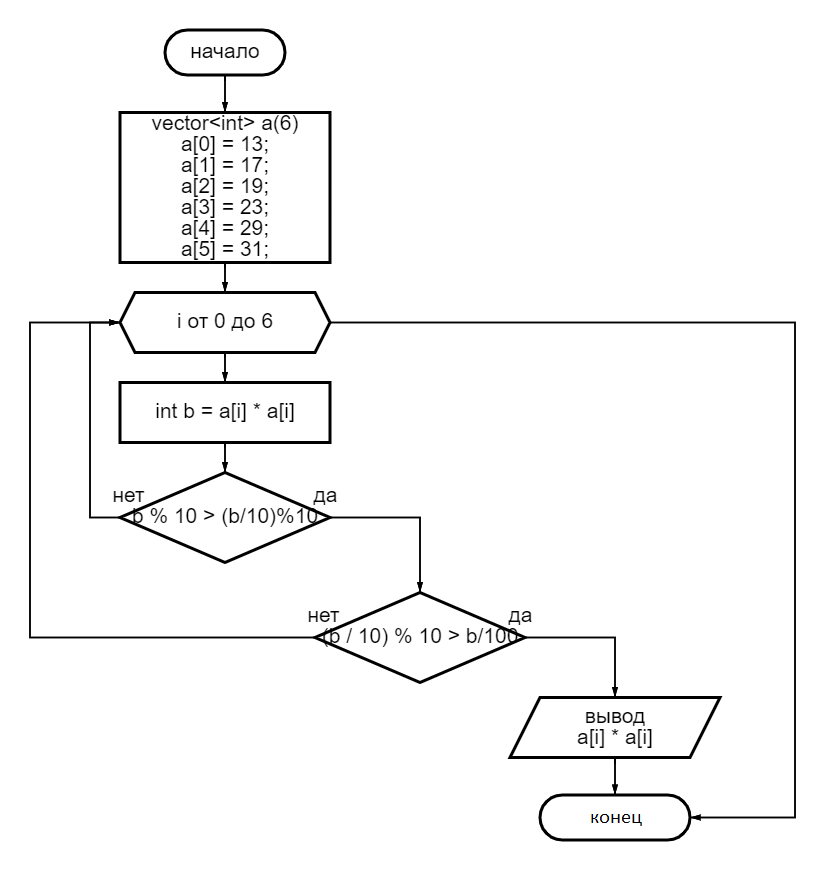 начало
vector<int> a(6)
a[0] = 13;
a[1] = 17;
a[2] = 19;
a[3] = 23;
a[4] = 29;
a[5] = 31;
i от 0 до 6
int b = a[i] * a[i]
нет
да
b % 10 > (b/10)%10
нет
да
(b / 10) % 10 > b/100
вывод
a[i] * a[i]
конец